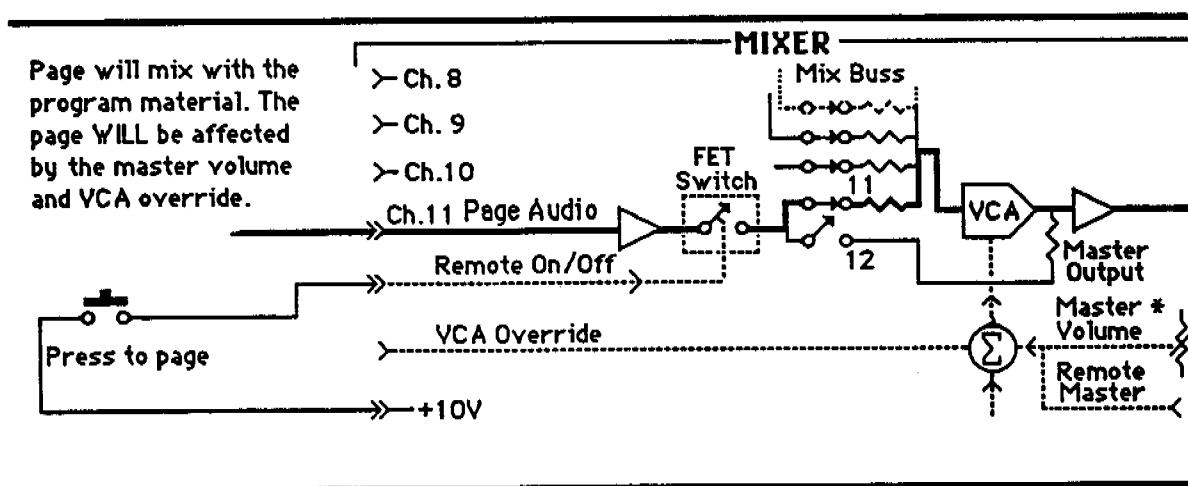 MIXER
Page will mix with the
program material. The
page WILL be affected
by the master volume
and VCA override.
Ch. 8
Ch. 9
Ch.10
Mix Buss
FET
Switch
11
12
Ch.11 Page Audio
VCA
Master
Output
Remote On/Off
Press to page
VCA Override
Σ
Master *
Volume
Remote
Master
+10V